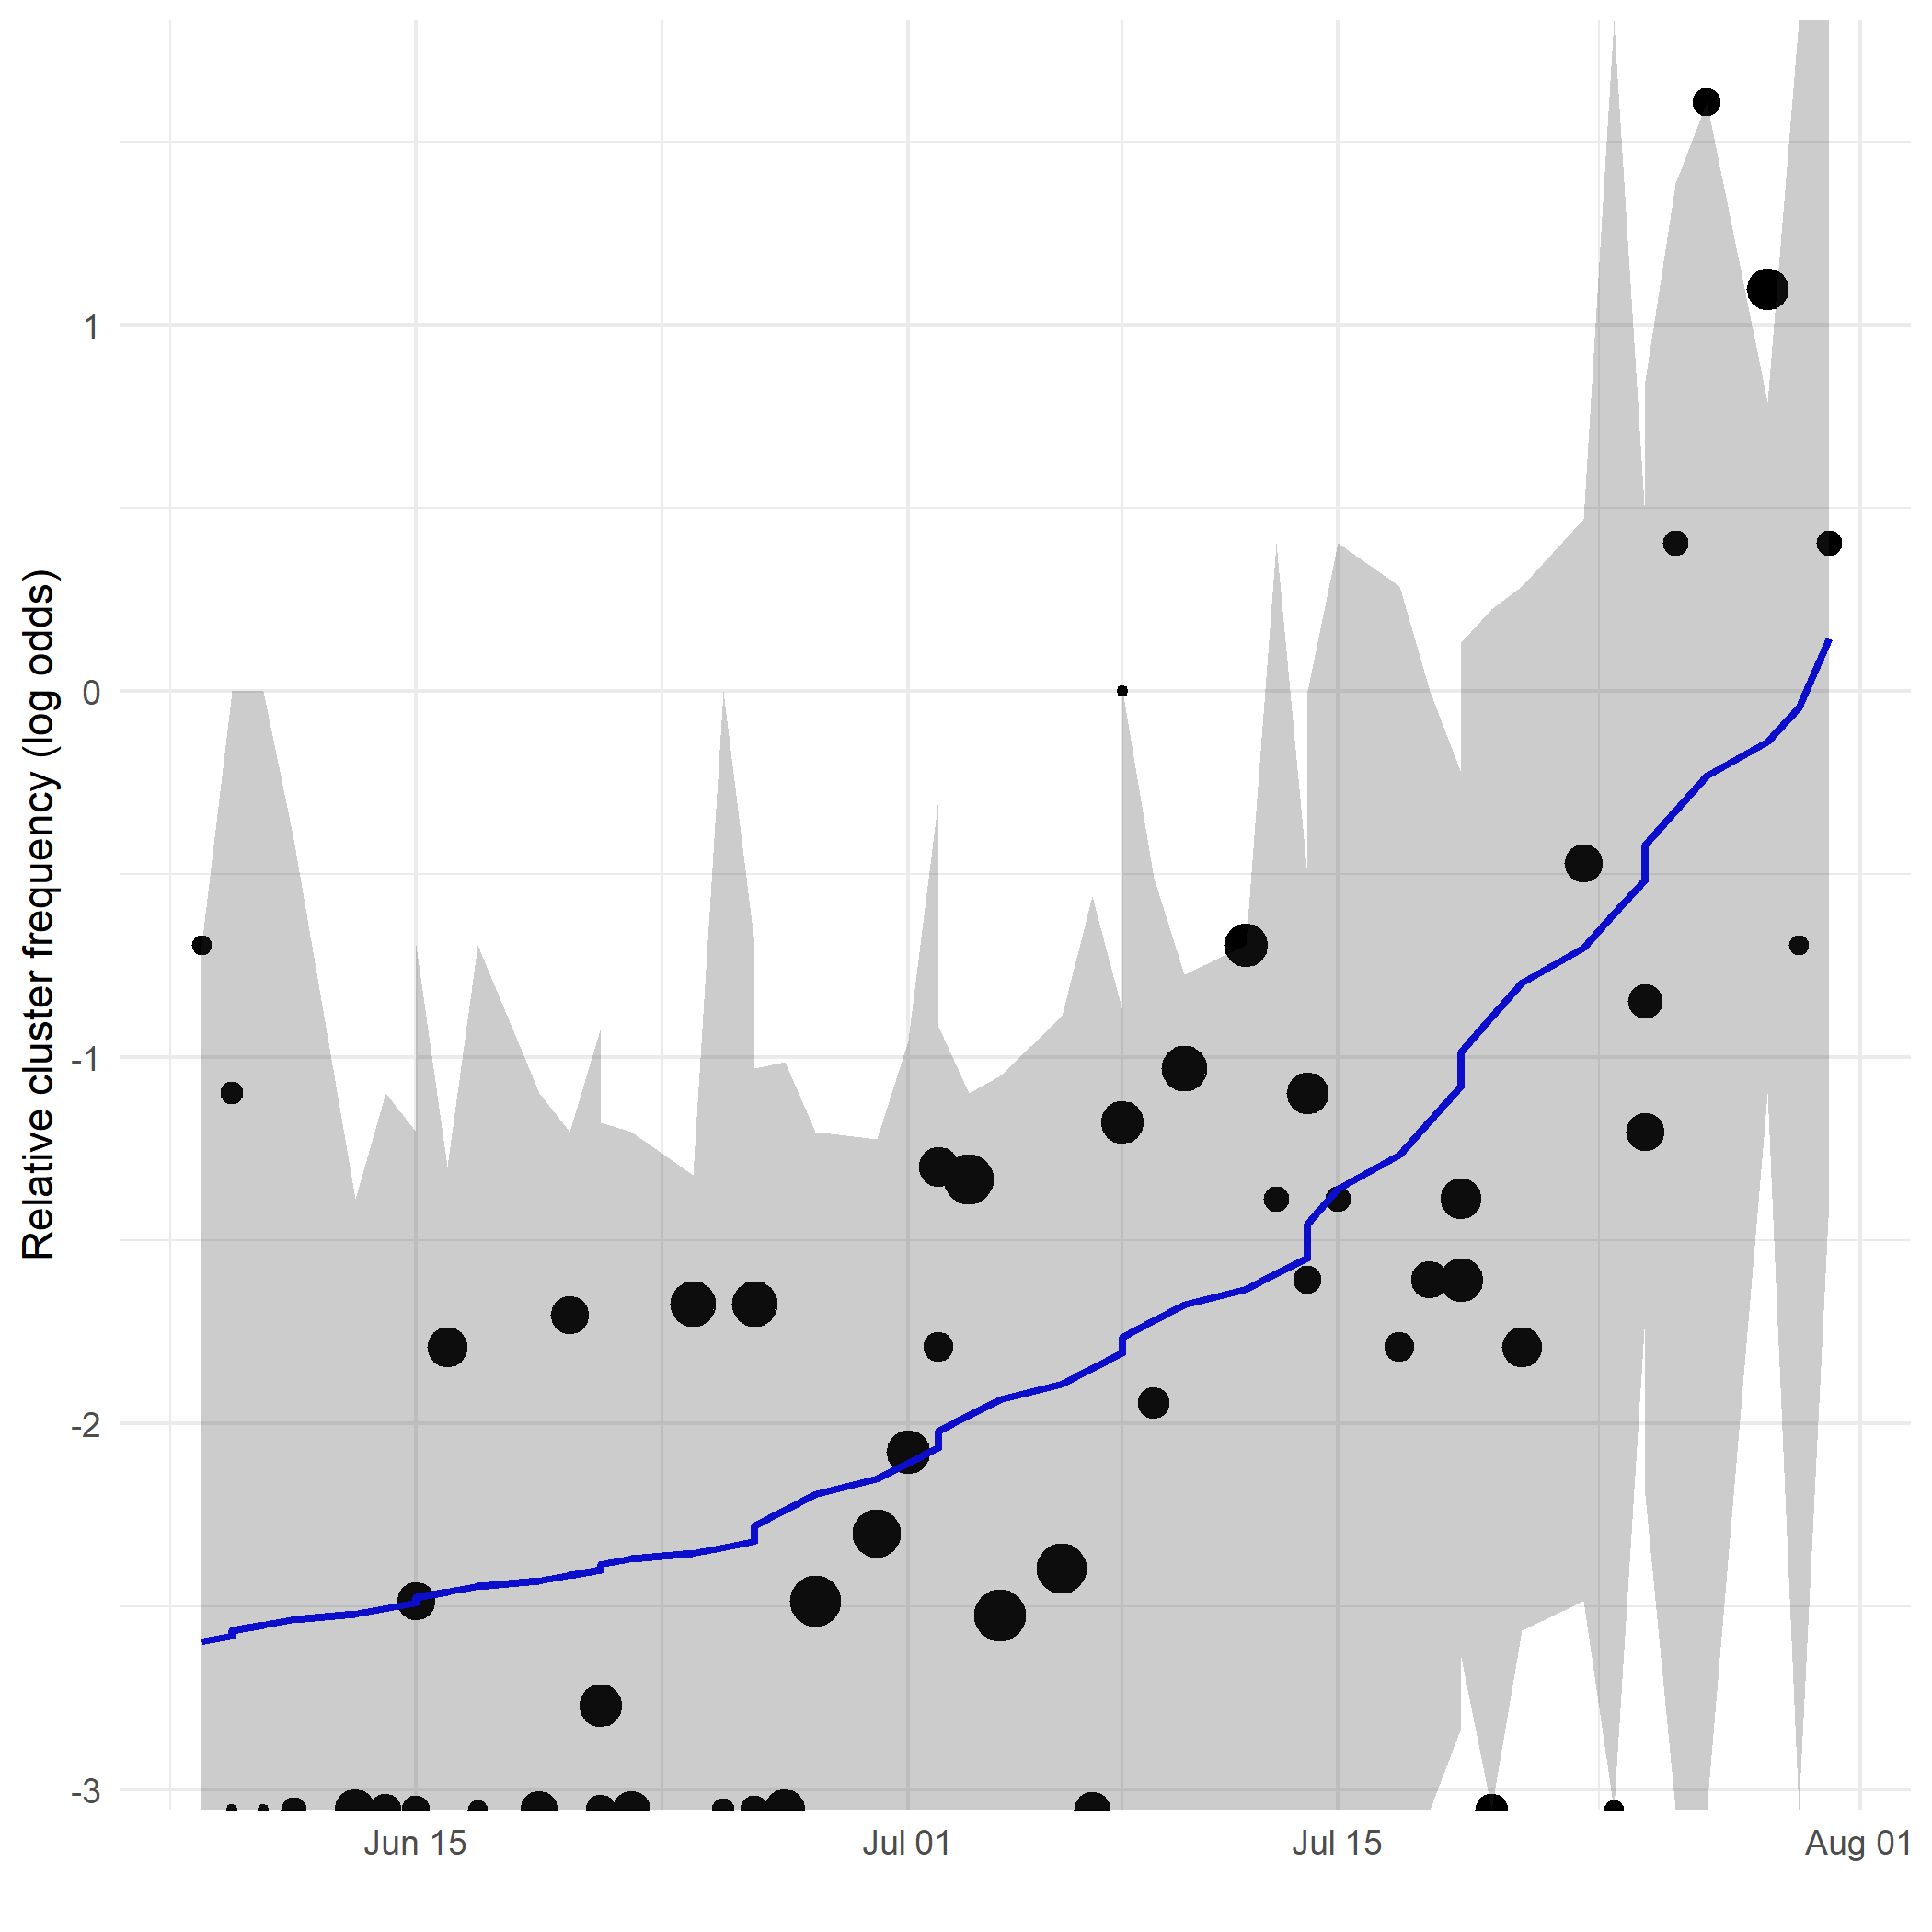 Relative cluster frequency (log odds)
1
0
-1
-2
-3
Jun 15
Jul 01
Jul 15
Aug 01